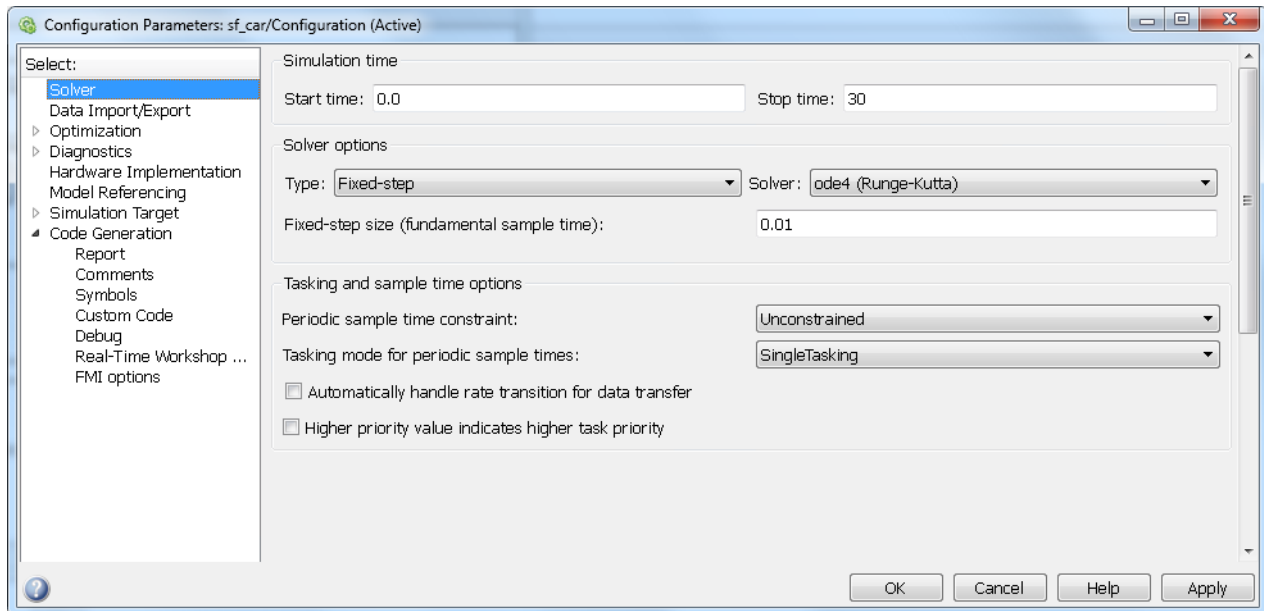 Configuration Parameters: sf_car/Configuration (Active)
Select:
Solver
Data Import/Export
Optimization
Diagnostics
Hardware Implementation
Model Referencing
Simulation Target
Code Generation
Report
Comments
Symbols
Custom Code
Debug
Real-Time Workshop ...
FMI options
Simulation time
Start time: 0.0 Stop time: 30
Solver options
Type: Fixed-step Solver: ode4 (Runge-Kutta)
Fixed-step size (fundamental sample time): 0.01
Tasking and sample time options
Periodic sample time constraint: Unconstrained
Tasking mode for periodic sample times: SingleTasking
Automatically handle rate transition for data transfer
Higher priority value indicates higher task priority
OK Cancel Help Apply